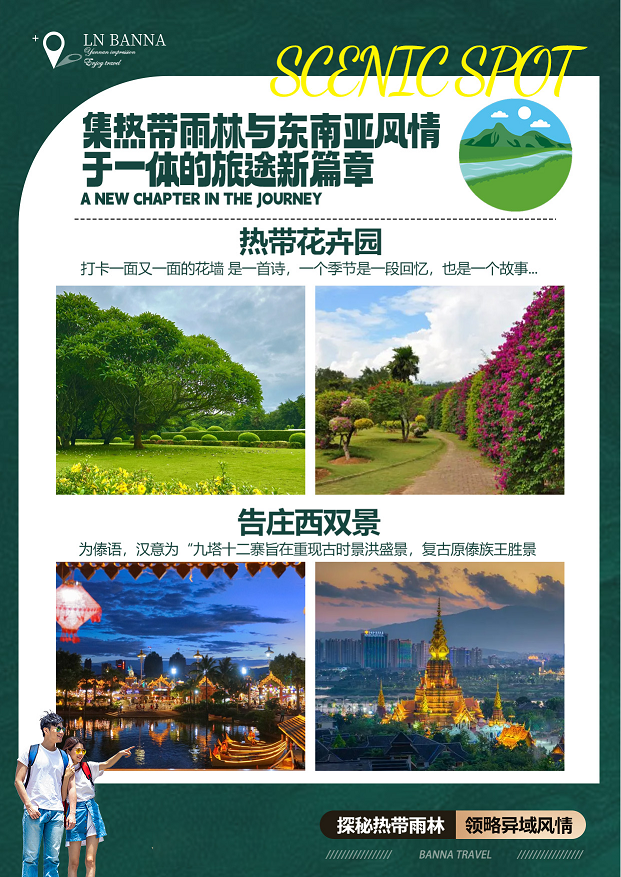 LN BANNA
Yunnan impression
Enjoy travel
SCENIC SPOT
集热带雨林与东南亚风情
于一体的旅途新篇章
A NEW CHAPTER IN THE JOURNEY
热带花卉园
打卡一面又一面的花墙 是一首诗，一个季节是一段回忆，也是一个故事...
告庄西双景
为傣语，汉意为“九塔十二寨旨在重现古时景洪盛景，复古原傣族王胜景
探秘热带雨林 领略异域风情
////////////////// BANNA TRAVEL //////////////////